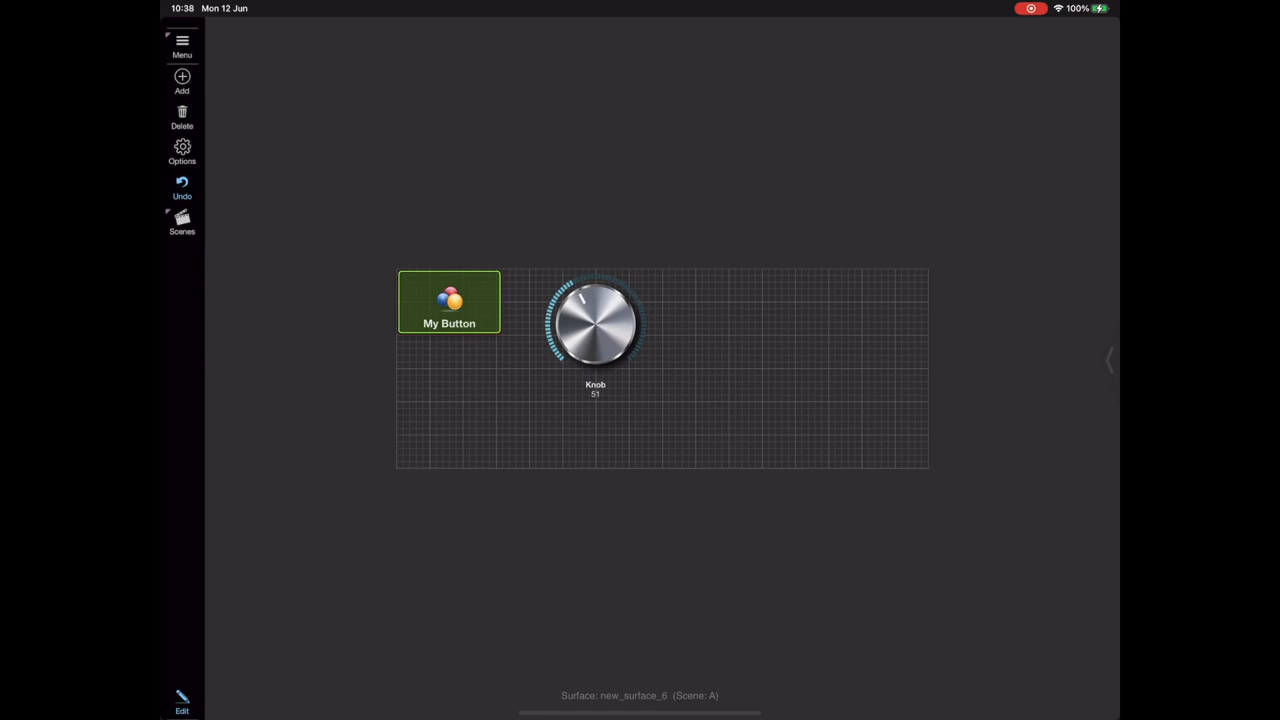 10:38 Mon 12 Jun
100%
Menu
Add
Delete
Options
Undo
Scenes
My Button
Knob
51
Surface: new_surface_6 (Scene: A)
Edit